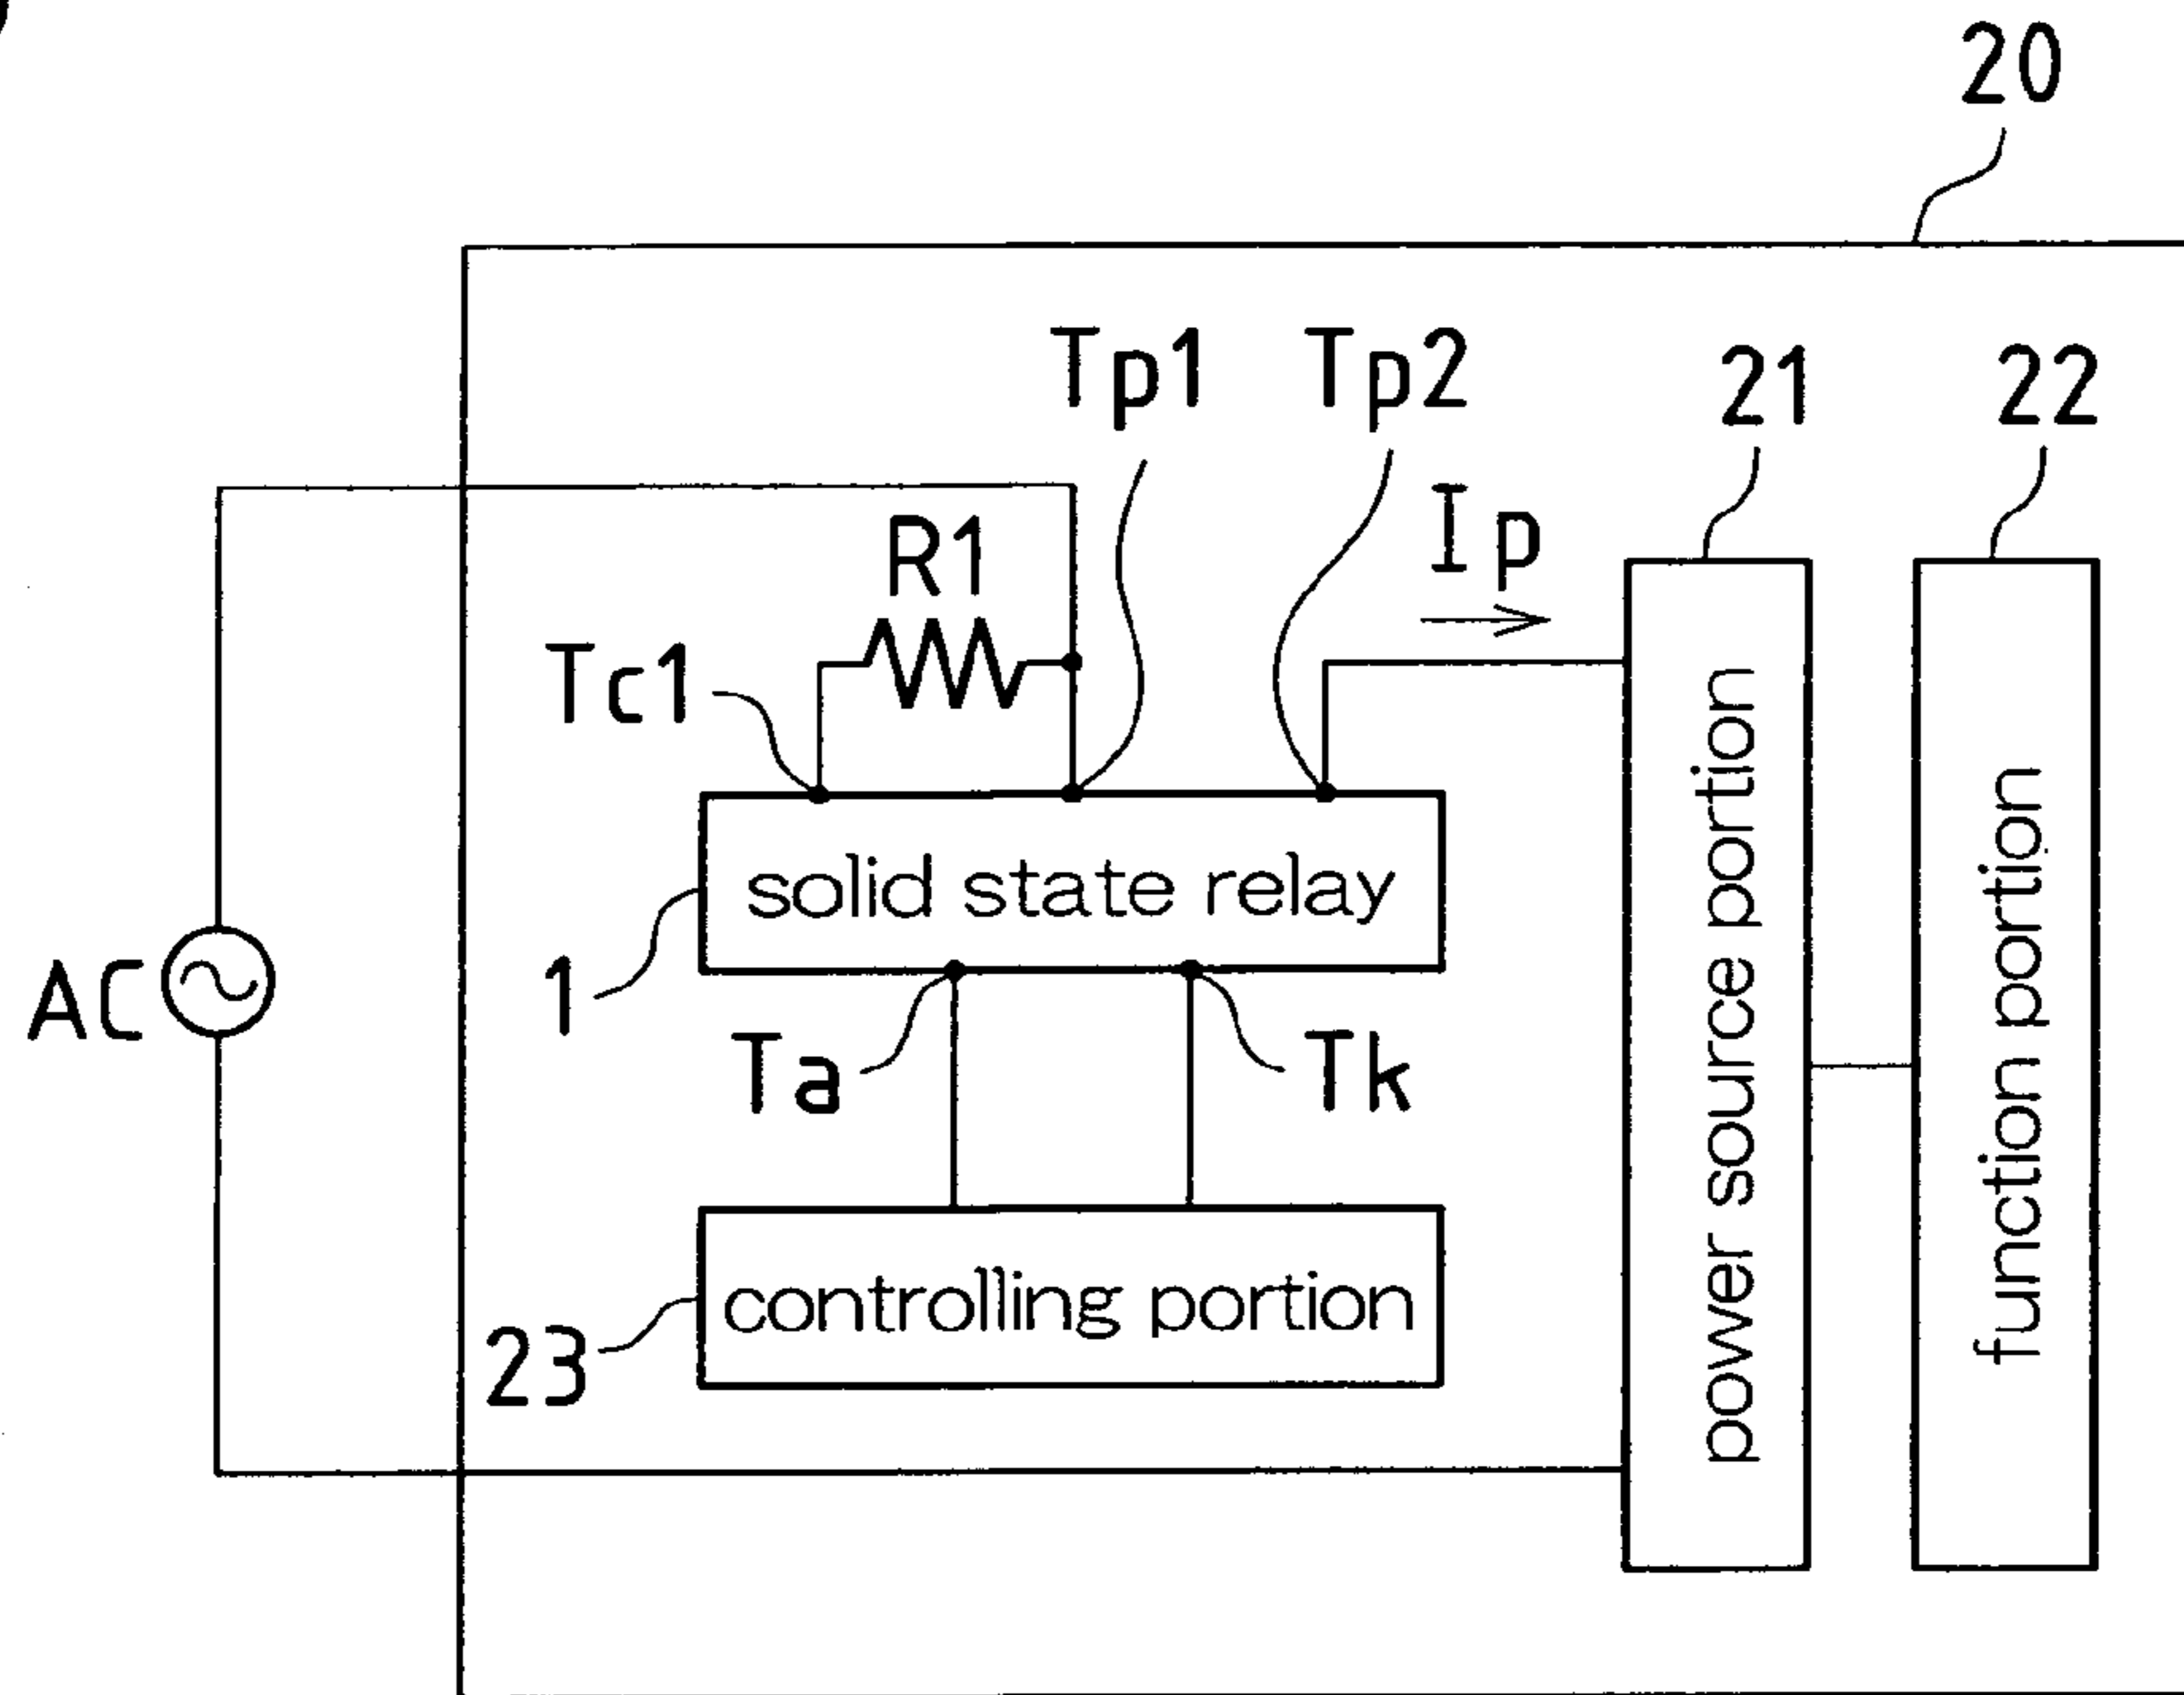 20
Tp1 Tp2
21 22
Ip
R1
Tc1
solid state relay
1
AC
Ta Tk
controlling portion
23
power source portion
function portion